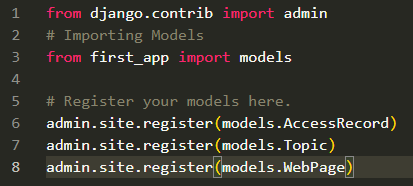 1 from django.contrib import admin
2 # Importing Models
3 from first_app import models
4
5 # Register your models here.
6 admin.site.register(models.AccessRecord)
7 admin.site.register(models.Topic)
8 admin.site.register(models.WebPage)